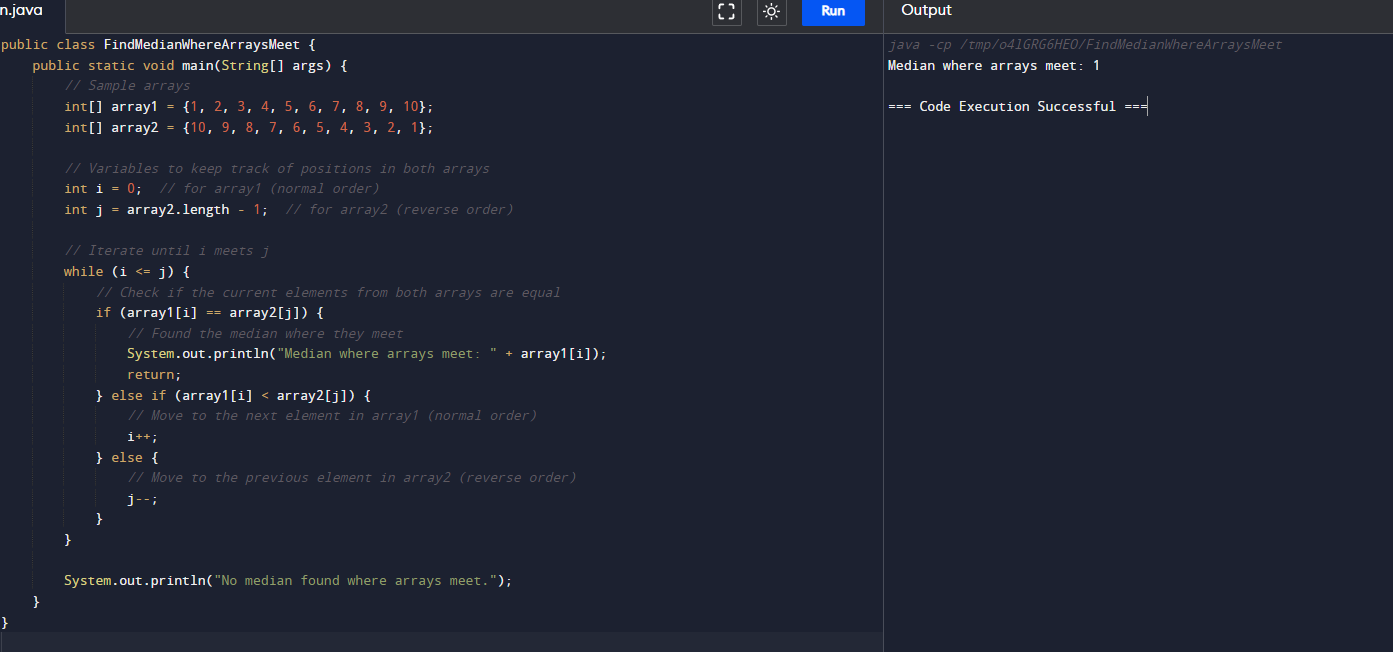 n.java
Run
Output
public class FindMedianWhereArraysMeet {
public static void main(String[] args) {
// Sample arrays
int[] array1 = {1, 2, 3, 4, 5, 6, 7, 8, 9, 10};
int[] array2 = {10, 9, 8, 7, 6, 5, 4, 3, 2, 1};
// Variables to keep track of positions in both arrays
int i = 0;  // for array1 (normal order)
int j = array2.length - 1;  // for array2 (reverse order)
// Iterate until i meets j
while (i <= j) {
// Check if the current elements from both arrays are equal
if (array1[i] == array2[j]) {
// Found the median where they meet
System.out.println("Median where arrays meet: " + array1[i]);
return;
} else if (array1[i] < array2[j]) {
// Move to the next element in array1 (normal order)
i++;
} else {
// Move to the previous element in array2 (reverse order)
j--;
}
}
System.out.println("No median found where arrays meet.");
}
}
java -cp /tmp/o4lGRG6HEO/FindMedianWhereArraysMeet
Median where arrays meet: 1
=== Code Execution Successful ===